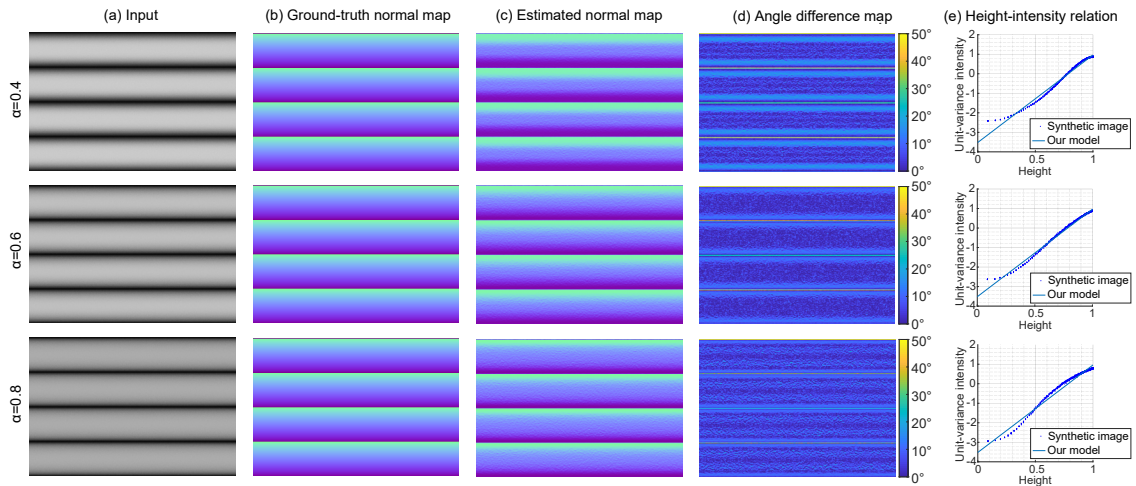 (a) Input
(b) Ground-truth normal map
(c) Estimated normal map
(d) Angle difference map
(e) Height-intensity relation
α=0.4
50°
40°
30°
20°
10°
0°
Unit-variance intensity
2
1
0
-1
-2
-3
-4
Synthetic image
Our model
0
0.5
1
Height
α=0.6
50°
40°
30°
20°
10°
0°
Unit-variance intensity
2
1
0
-1
-2
-3
-4
Synthetic image
Our model
0
0.5
1
Height
α=0.8
50°
40°
30°
20°
10°
0°
Unit-variance intensity
2
1
0
-1
-2
-3
-4
Synthetic image
Our model
0
0.5
1
Height